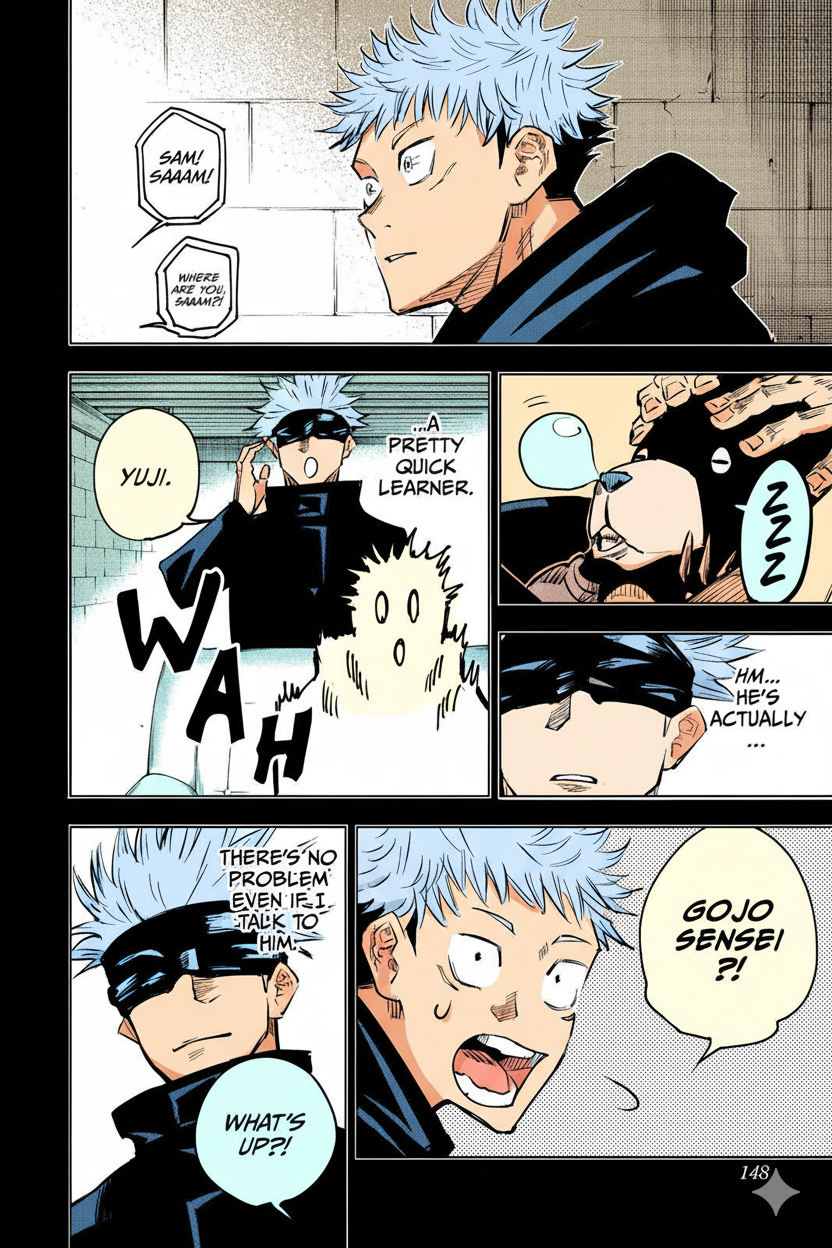 SAM!
SAAAM!
WHERE
ARE YOU,
SAAAM?!
ZZZ
HM...
HE'S
ACTUALLY
...
...A
PRETTY
QUICK
LEARNER.
YUJI.
WAH
GOJO
SENSEI
?!
THERE'S NO
PROBLEM
EVEN IF I
TALK TO
HIM.
WHAT'S
UP?!
148